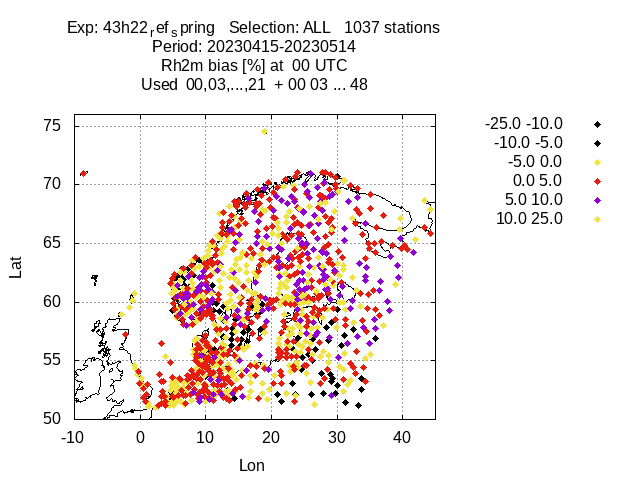 Exp: 43h22ref spring   Selection: ALL   1037 stations
Period: 20230415-20230514
Rh2m bias [%] at  00 UTC
Used  00,03,...,21  + 00 03 ... 48
-25.0 -10.0
-10.0 -5.0
-5.0 0.0
0.0 5.0
5.0 10.0
10.0 25.0
75
70
65
60
55
50
Lat
-10 0 10 20 30 40
Lon